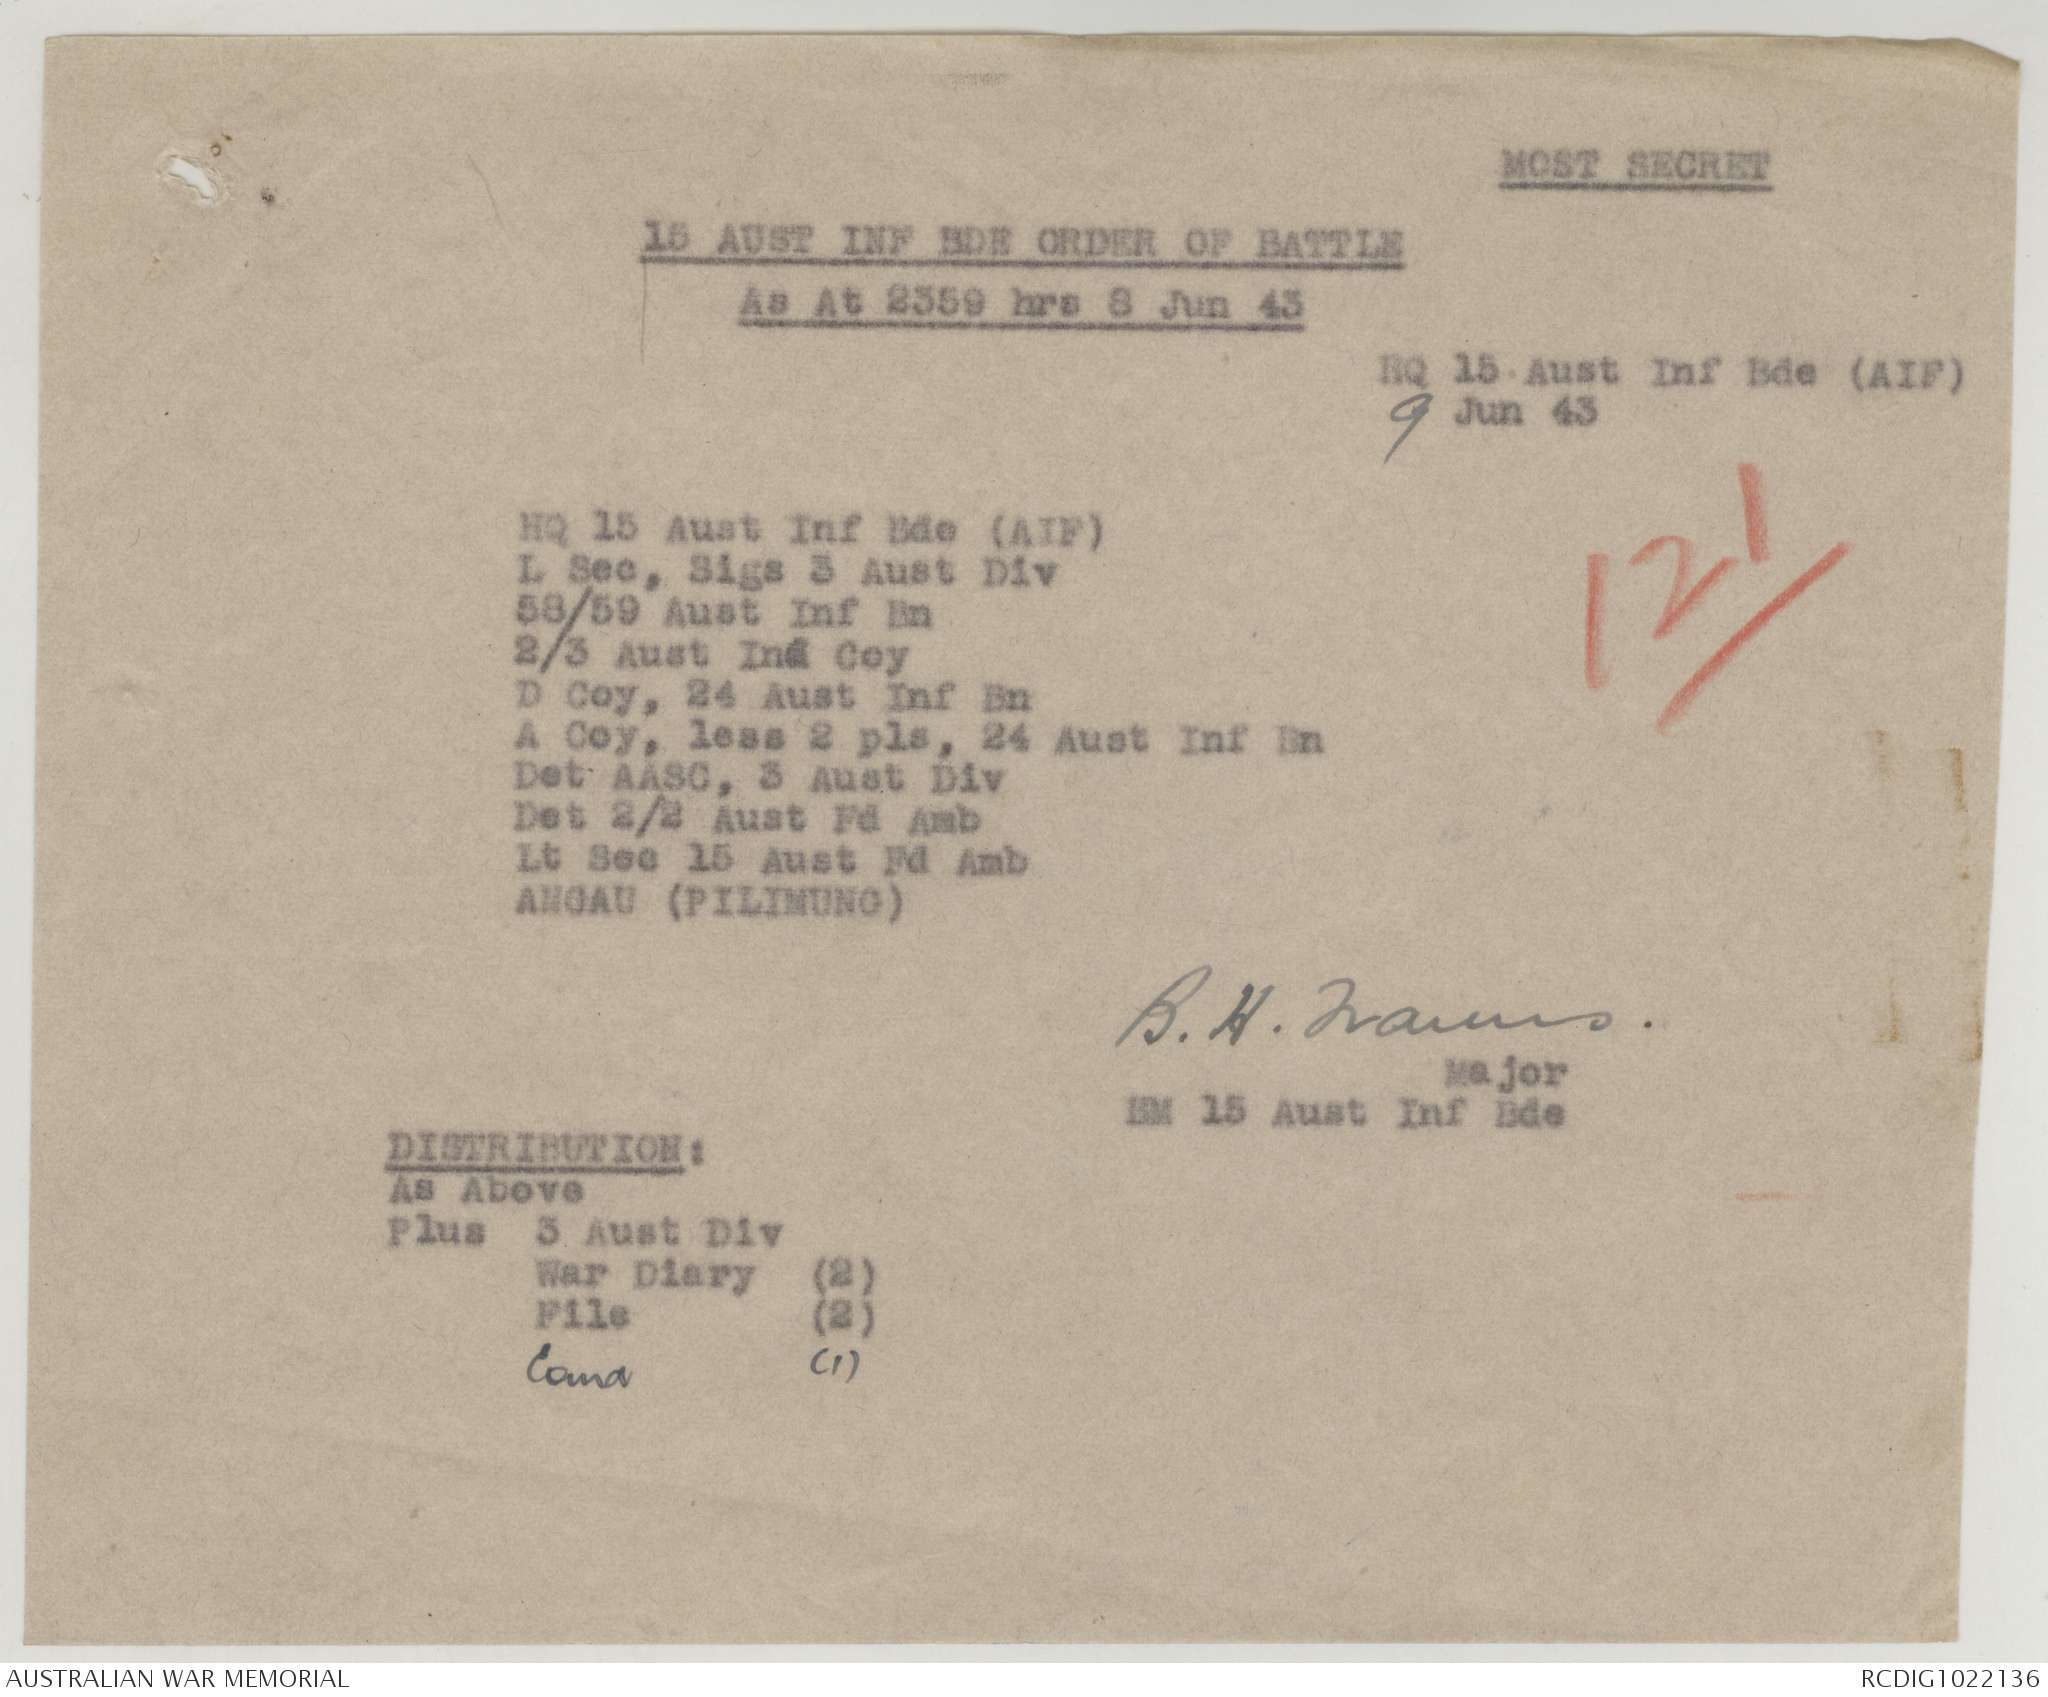 MOST SECRET
15 AUST INF BDE ORDER OF BATTLE
As At 2359 hrs 8 Jun 43
HQ 15 Aust Inf Bde (AIF)
9 Jun 43
121
HQ 15 Aust Inf Bde (AIF)
L Sec, Sigs 3 Aust Div
58/59 Aust Inf Bn
2/3 Aust Ind Coy
D Coy, 24 Aust Inf Bn
A Coy, less 2 pls, 24 Aust Inf Bn
Det AASC, 3 Aust Div
Det 2/2 Aust Fd Amb
Lt Sec 15 Aust Fd Amb
ANGAU (PILIMUNG)
B. H.
Major
BM 15 Aust Inf Bde
DISTRIBUTION:
As Above
Plus 3 Aust Div
War Diary (2)
File (2)
(1)
AUSTRALIAN WAR MEMORIAL
RCDIG1022136